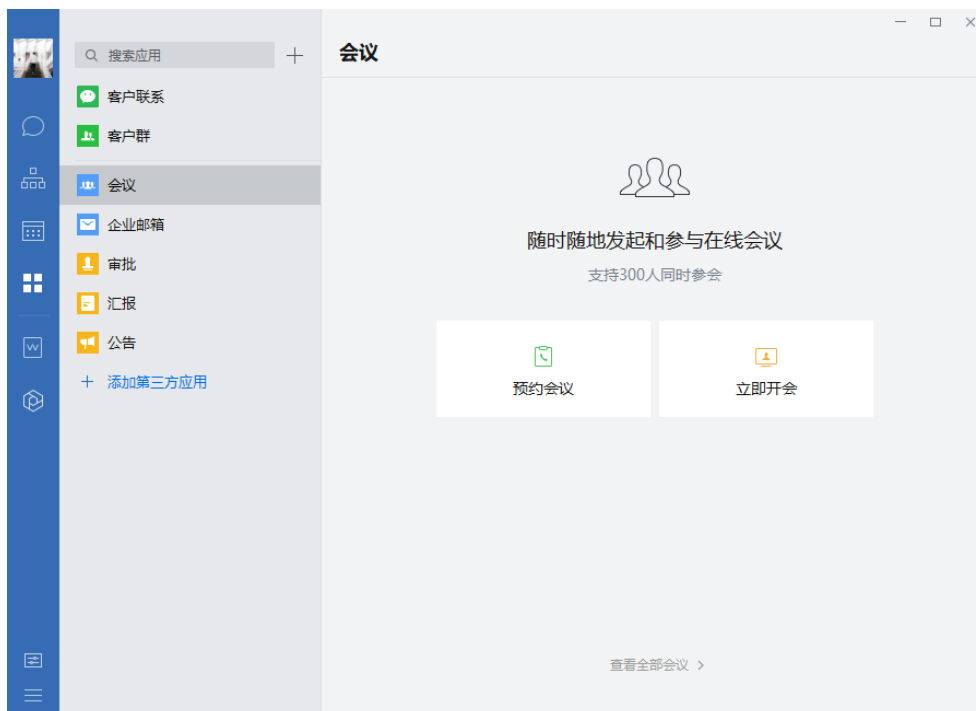 搜索应用
会议
客户联系
客户群
会议
企业邮箱
审批
汇报
公告
添加第三方应用
随时随地发起和参与在线会议
支持300人同时参会
预约会议
立即开会
查看全部会议